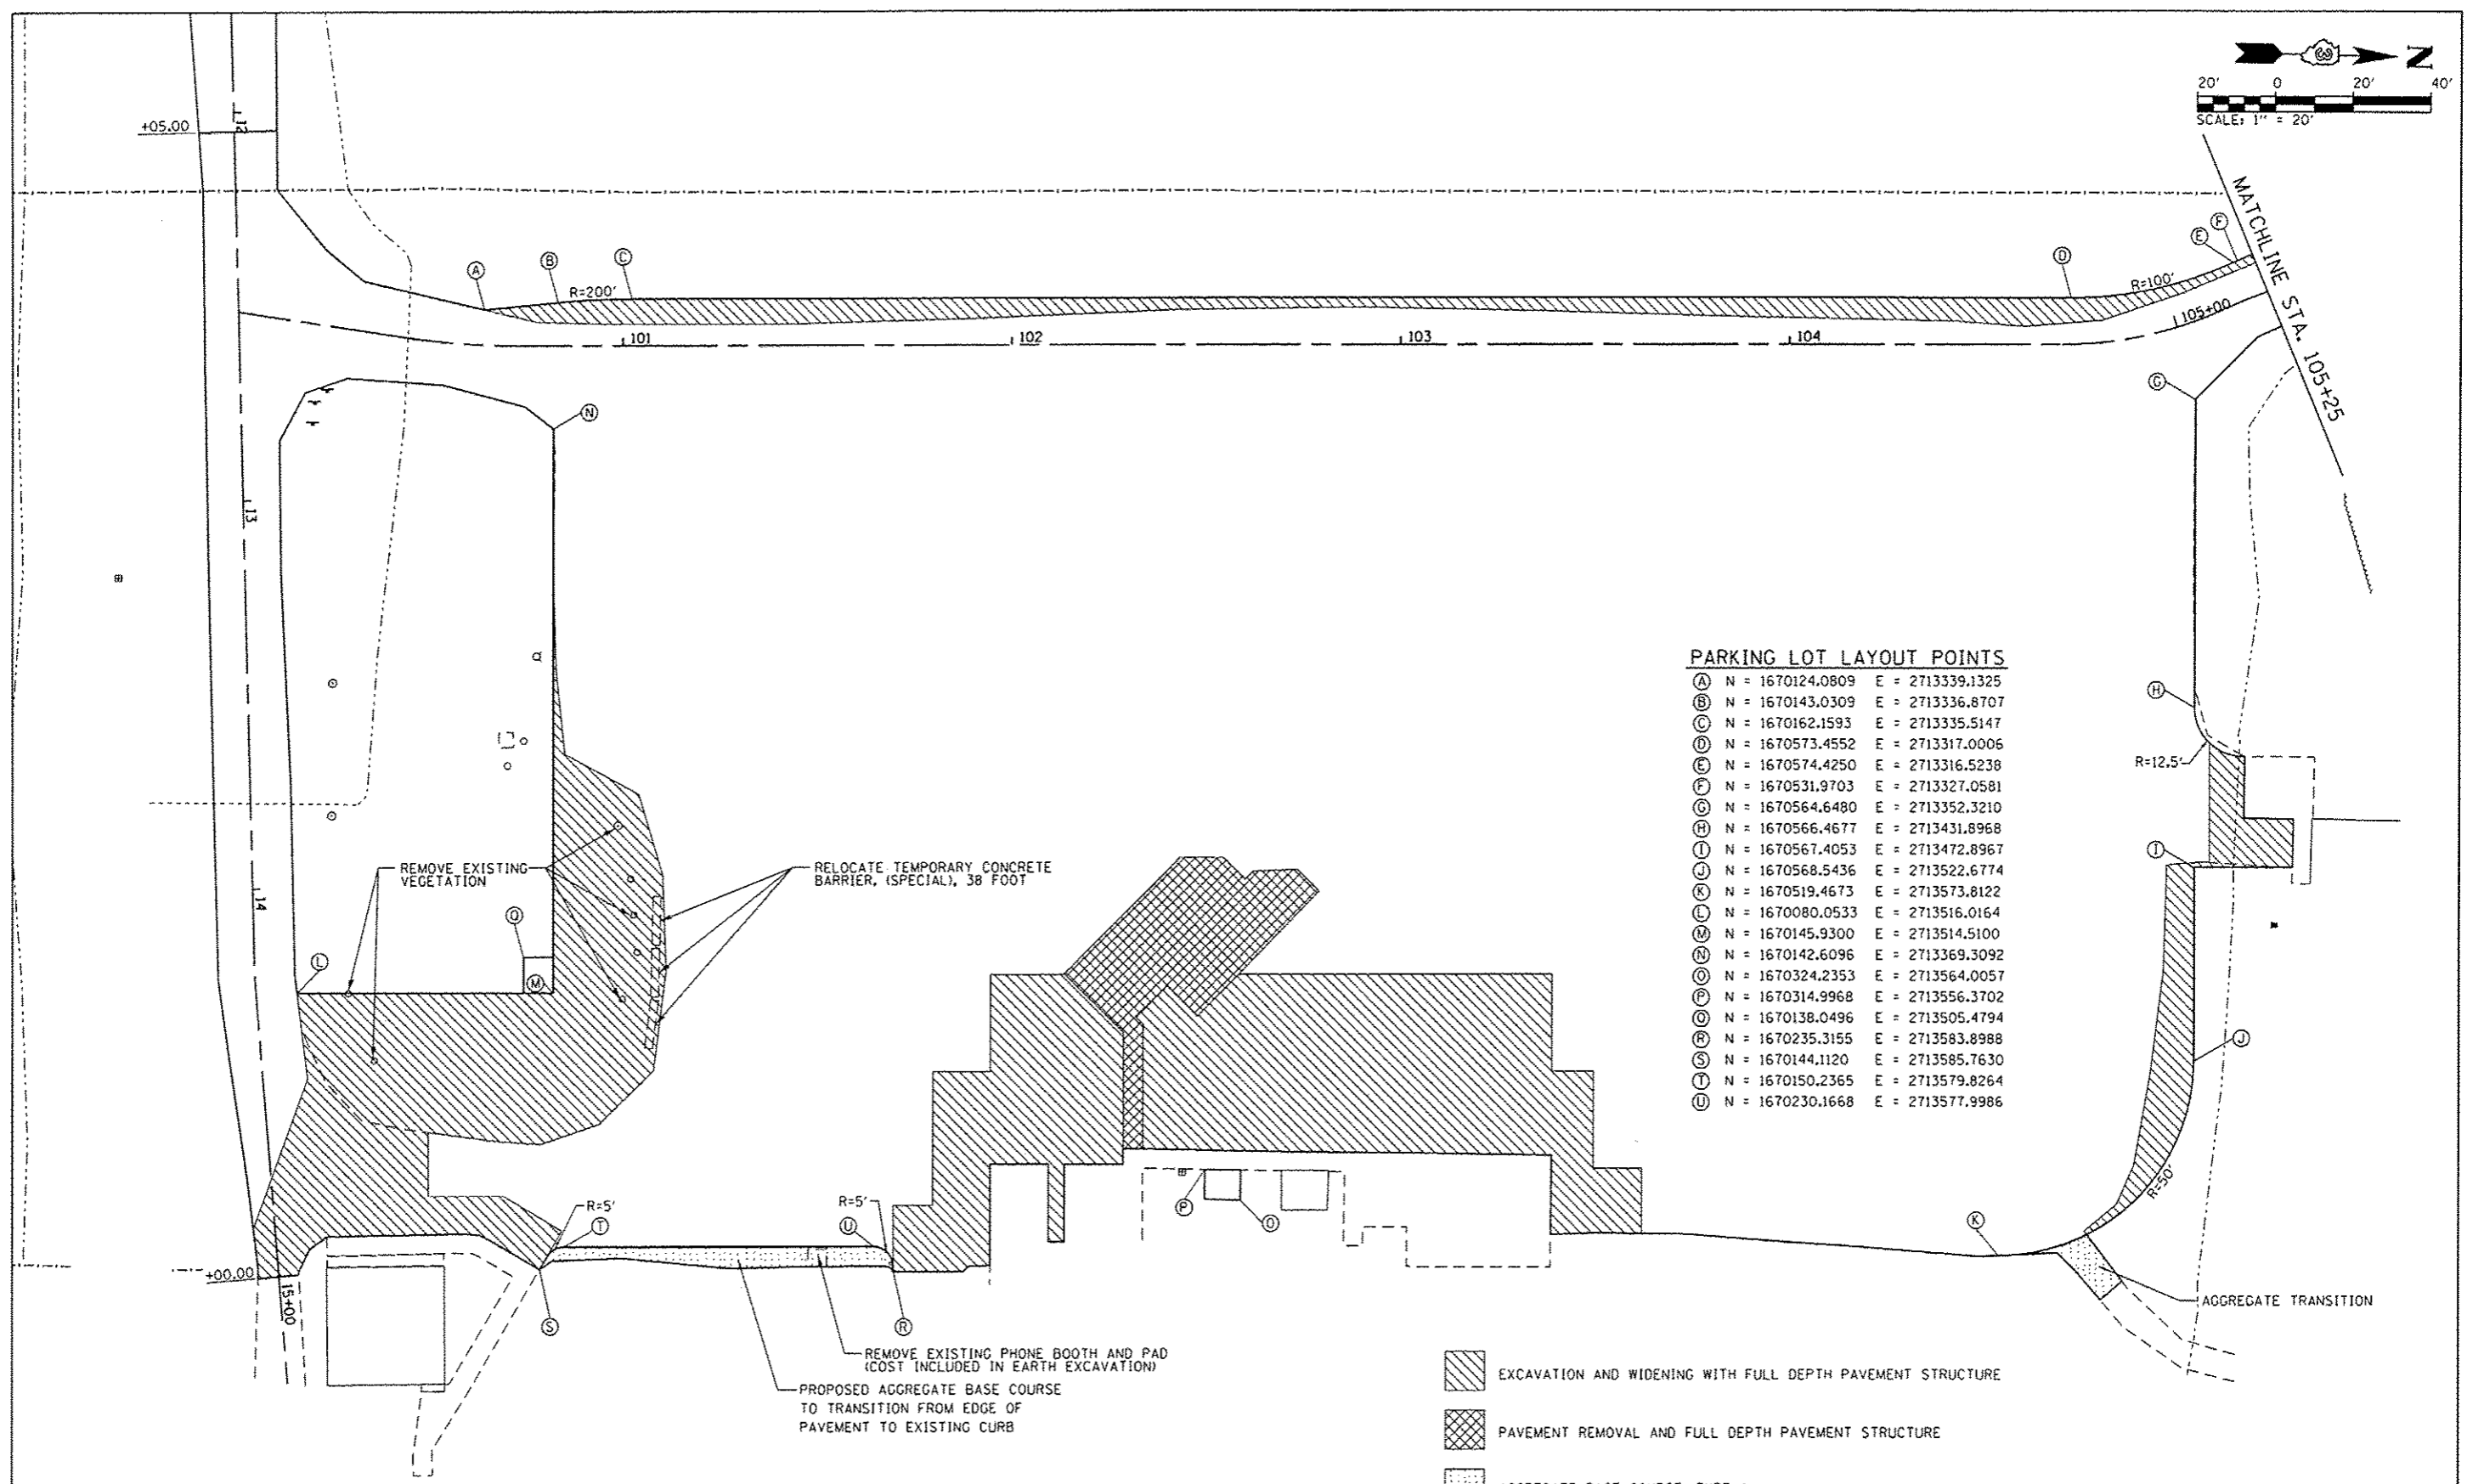 N
20' 0 20' 40'
SCALE: 1" = 20'
+05.00
12
MATCHLINE STA. 105+25
A
B
C
D
E
F
R=200'
R=100'
101
102
103
104
105+00
G
N
13
PARKING LOT LAYOUT POINTS
A N = 1670124.0809 E = 2713339.1325
B N = 1670143.0309 E = 2713336.8707
C N = 1670162.1593 E = 2713335.5147
D N = 1670573.4552 E = 2713317.0006
E N = 1670574.4250 E = 2713316.5238
F N = 1670531.9703 E = 2713327.0581
G N = 1670564.6480 E = 2713352.3210
H N = 1670566.4677 E = 2713431.8968
I N = 1670567.4053 E = 2713472.8967
J N = 1670568.5436 E = 2713522.6774
K N = 1670519.4673 E = 2713573.8122
L N = 1670080.0533 E = 2713516.0164
M N = 1670145.9300 E = 2713514.5100
N N = 1670142.6096 E = 2713369.3092
O N = 1670324.2353 E = 2713564.0057
P N = 1670314.9968 E = 2713556.3702
Q N = 1670138.0496 E = 2713505.4794
R N = 1670235.3155 E = 2713583.8988
S N = 1670144.1120 E = 2713585.7630
T N = 1670150.2365 E = 2713579.8264
U N = 1670230.1668 E = 2713577.9986
H
R=12.5'
I
REMOVE EXISTING
VEGETATION
RELOCATE TEMPORARY CONCRETE
BARRIER, (SPECIAL), 38 FOOT
14
Q
L
M
J
R=50'
R=5'
T
R=5'
U
P
O
K
+00.00
15+00
S
R
AGGREGATE TRANSITION
REMOVE EXISTING PHONE BOOTH AND PAD
(COST INCLUDED IN EARTH EXCAVATION)
PROPOSED AGGREGATE BASE COURSE
TO TRANSITION FROM EDGE OF
PAVEMENT TO EXISTING CURB
EXCAVATION AND WIDENING WITH FULL DEPTH PAVEMENT STRUCTURE
PAVEMENT REMOVAL AND FULL DEPTH PAVEMENT STRUCTURE